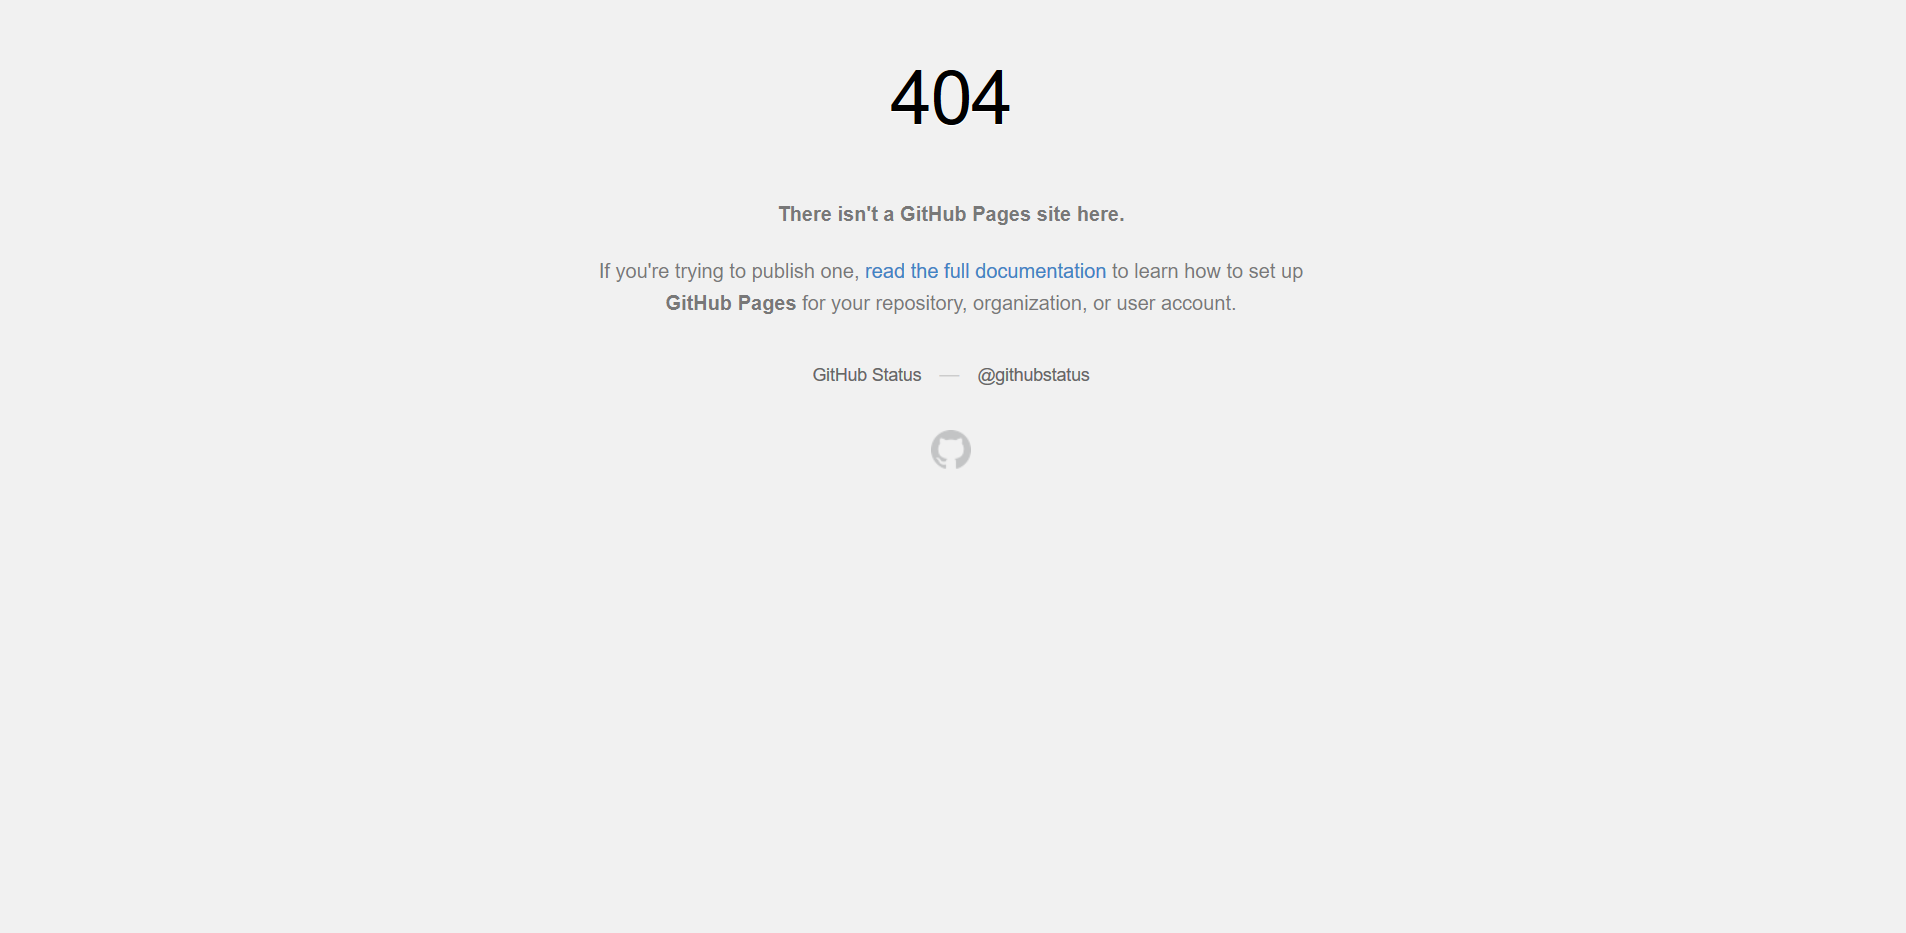 404
There isn't a GitHub Pages site here.
If you're trying to publish one, read the full documentation to learn how to set up
GitHub Pages for your repository, organization, or user account.
GitHub Status — @githubstatus